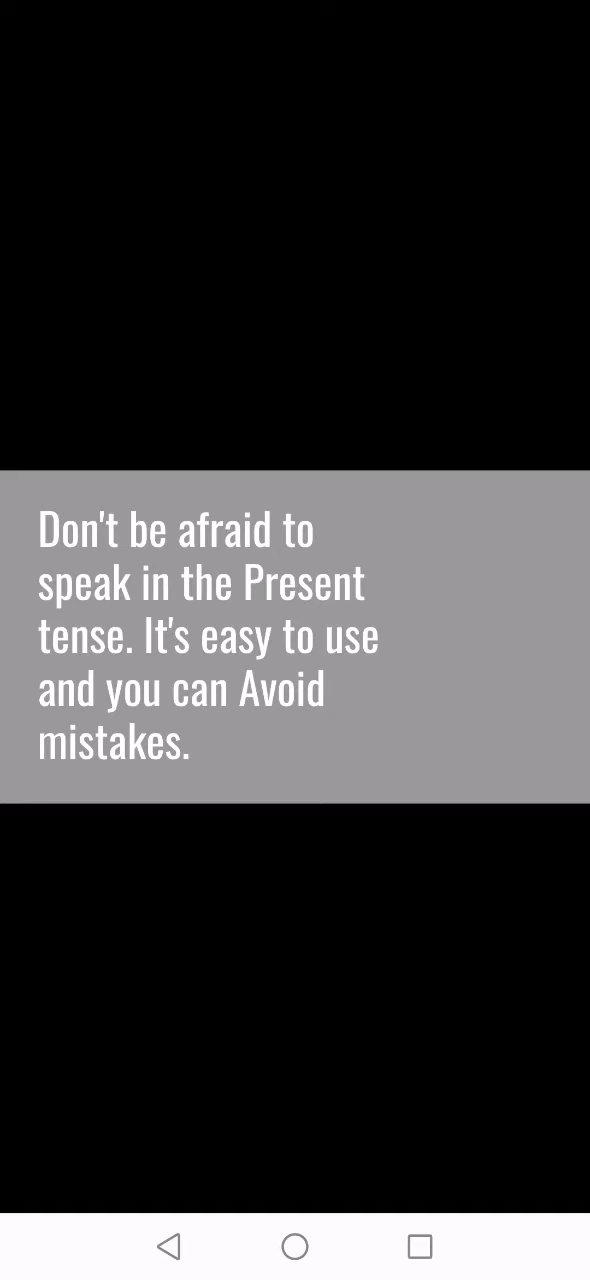 Don't be afraid to
speak in the Present
tense. It's easy to use
and you can Avoid
mistakes.